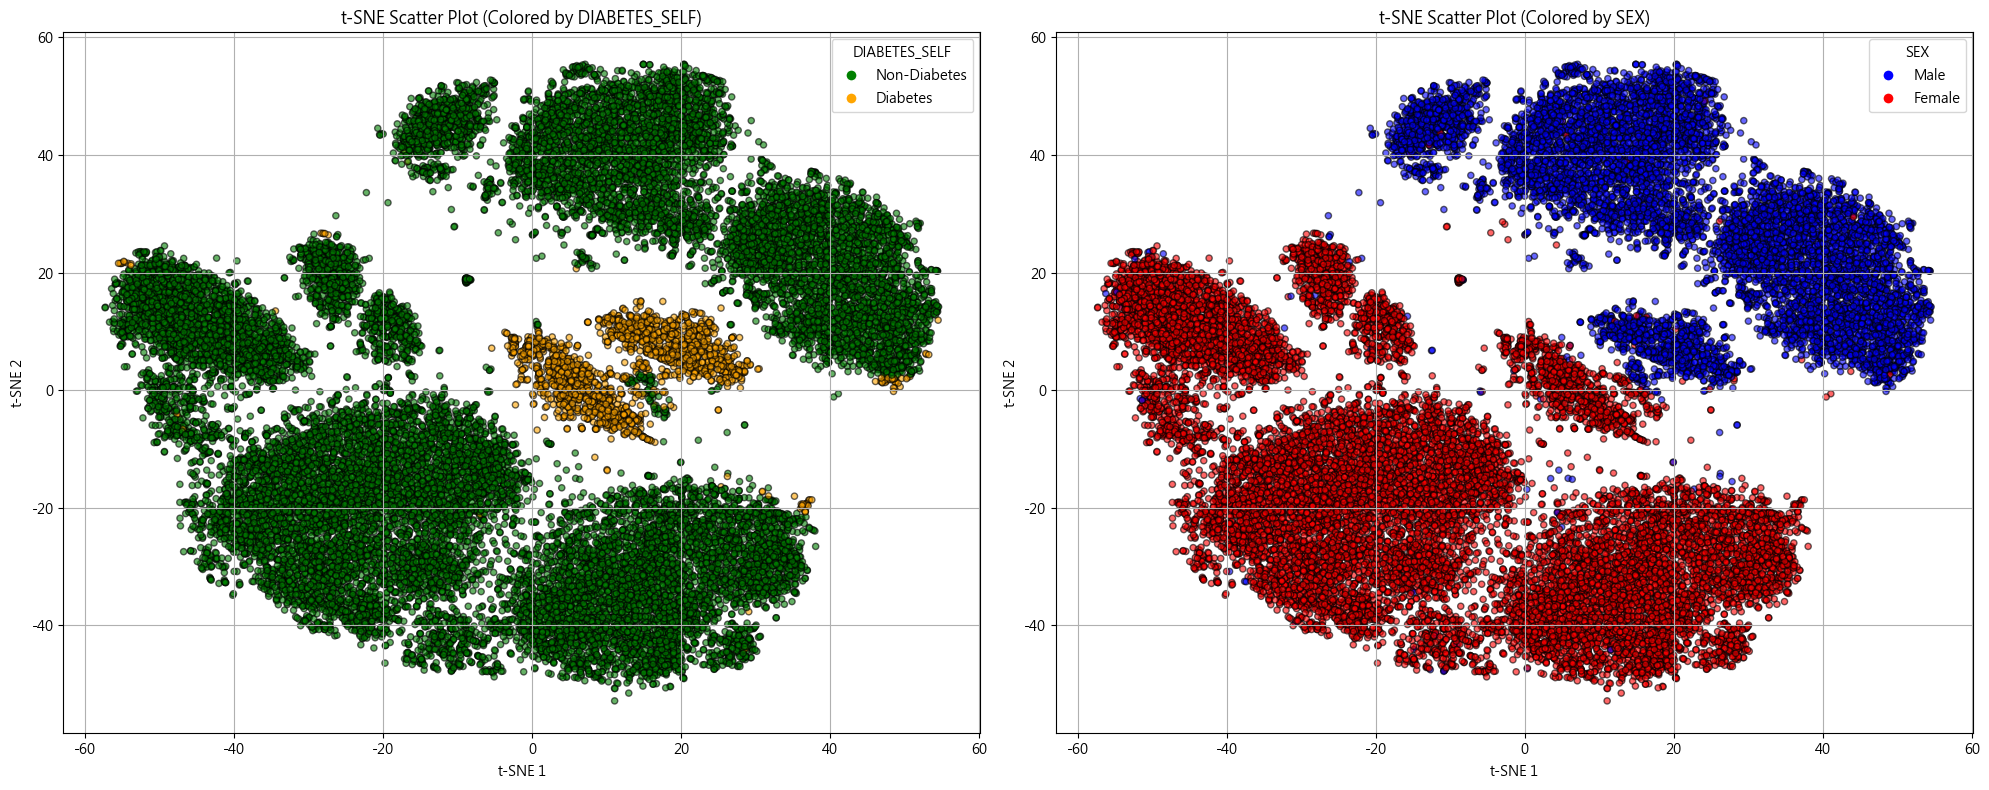 t-SNE Scatter Plot (Colored by DIABETES_SELF)
60
40
20
0
-20
-40
t-SNE 2
-60
-40
-20
0
20
40
60
t-SNE 1
DIABETES_SELF
Non-Diabetes
Diabetes
t-SNE Scatter Plot (Colored by SEX)
60
40
20
0
-20
-40
t-SNE 2
-60
-40
-20
0
20
40
60
t-SNE 1
SEX
Male
Female